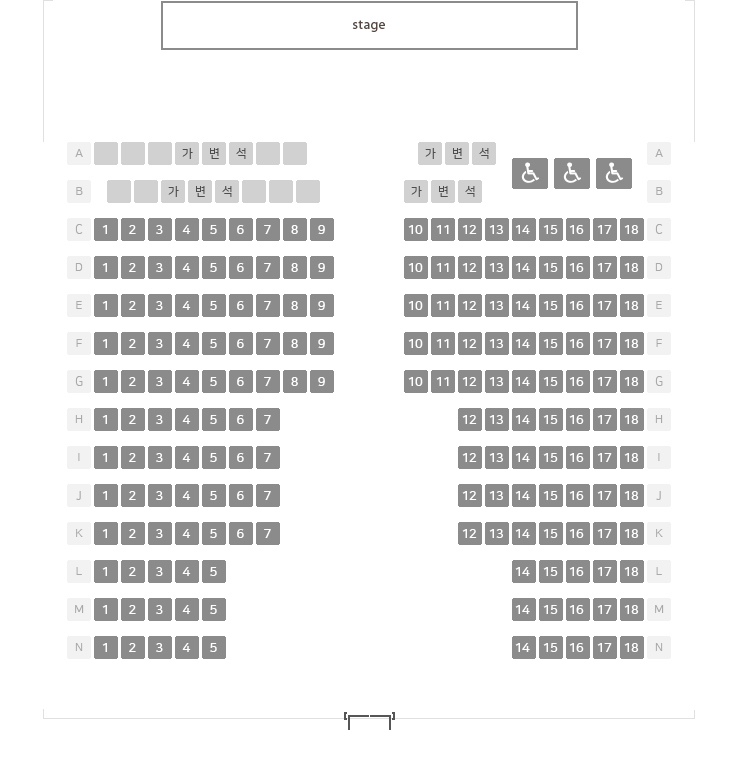 stage
A 가 변 석 가 변 석 A
B 가 변 석 가 변 석 B
C 1 2 3 4 5 6 7 8 9 10 11 12 13 14 15 16 17 18 C
D 1 2 3 4 5 6 7 8 9 10 11 12 13 14 15 16 17 18 D
E 1 2 3 4 5 6 7 8 9 10 11 12 13 14 15 16 17 18 E
F 1 2 3 4 5 6 7 8 9 10 11 12 13 14 15 16 17 18 F
G 1 2 3 4 5 6 7 8 9 10 11 12 13 14 15 16 17 18 G
H 1 2 3 4 5 6 7 12 13 14 15 16 17 18 H
I 1 2 3 4 5 6 7 12 13 14 15 16 17 18 I
J 1 2 3 4 5 6 7 12 13 14 15 16 17 18 J
K 1 2 3 4 5 6 7 12 13 14 15 16 17 18 K
L 1 2 3 4 5 14 15 16 17 18 L
M 1 2 3 4 5 14 15 16 17 18 M
N 1 2 3 4 5 14 15 16 17 18 N